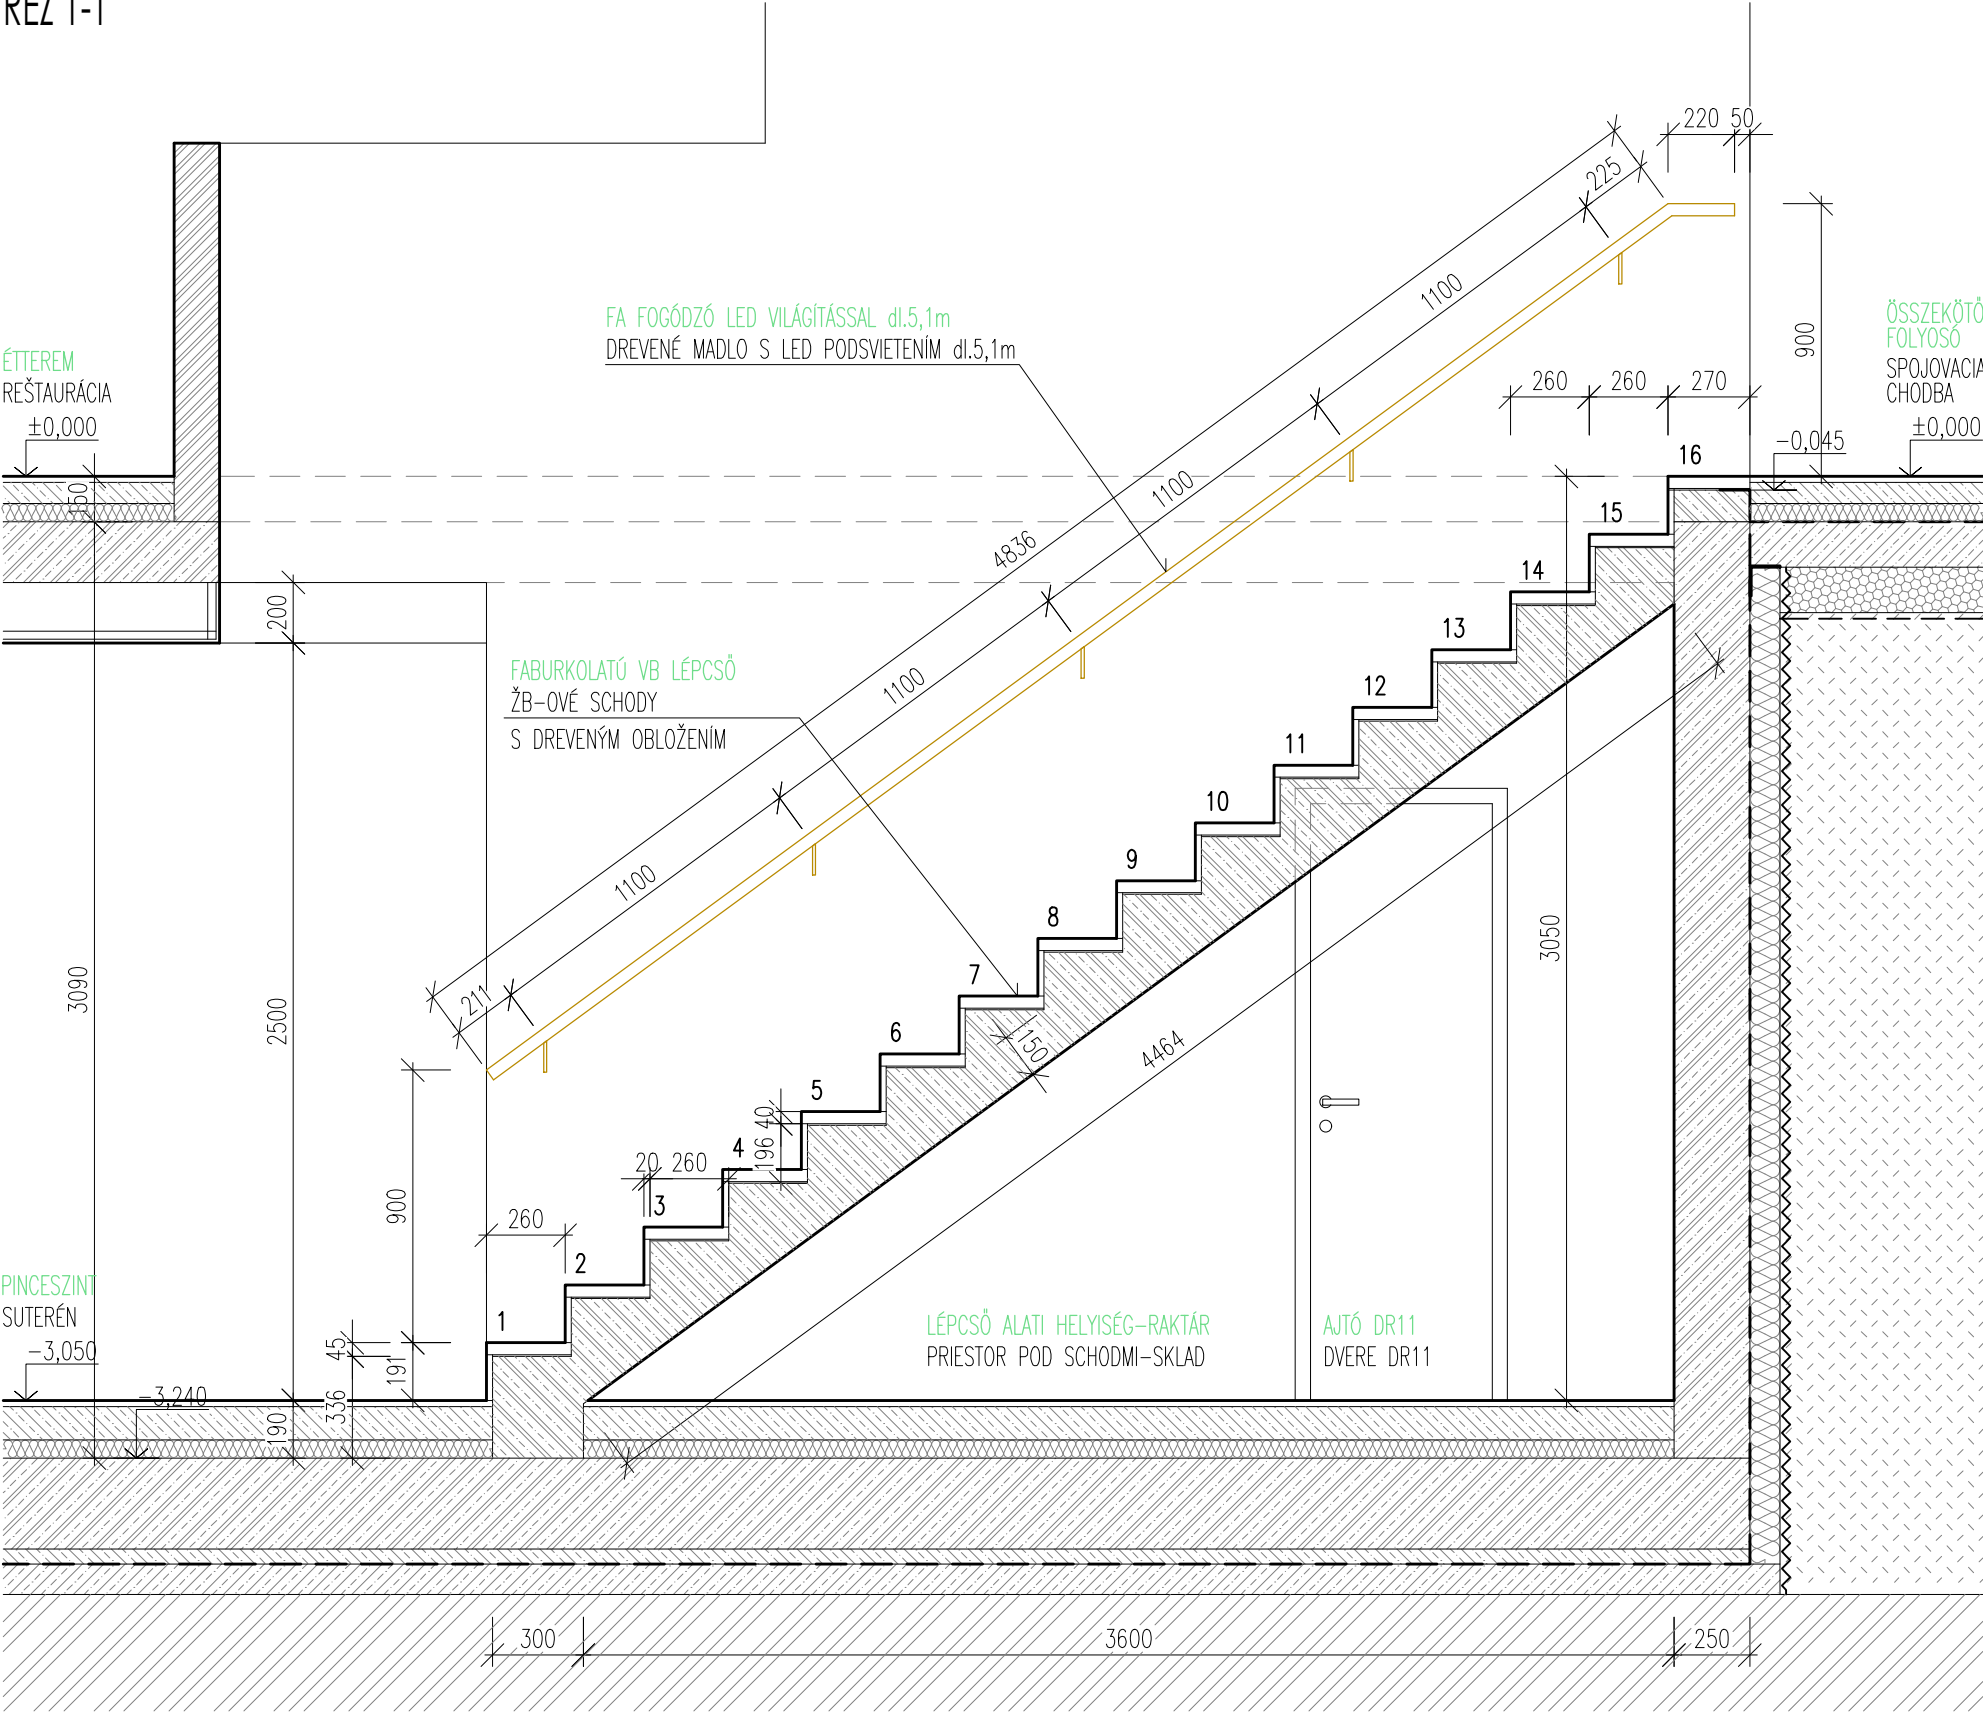 REZ 1-1
220 50
225
1100
FA FOGÓDZÓ LED VILÁGÍTÁSSAL dl.5,1m
DREVENÉ MADLO S LED PODSVIETENÍM dl.5,1m
900
ÖSSZEKÖTŐ
FOLYOSÓ
SPOJOVACIA
CHODBA
±0,000
ÉTTEREM
REŠTAURÁCIA
±0,000
260 260 270
-0,045
16
150
1100
15
4836
14
200
13
FABURKOLATÚ VB LÉPCSŐ
ŽB-OVÉ SCHODY
S DREVENÝM OBLOŽENÍM
1100
12
11
10
1100
9
8
3050
7
3090
2500
211
6
150
4464
5
40
196
4
20 260
3
900
260
2
PINCESZINT
SUTERÉN
-3,050
1
45
191
336
LÉPCSŐ ALATI HELYISÉG-RAKTÁR
PRIESTOR POD SCHODMI-SKLAD
AJTÓ DR11
DVERE DR11
-3,240
190
300
3600
250